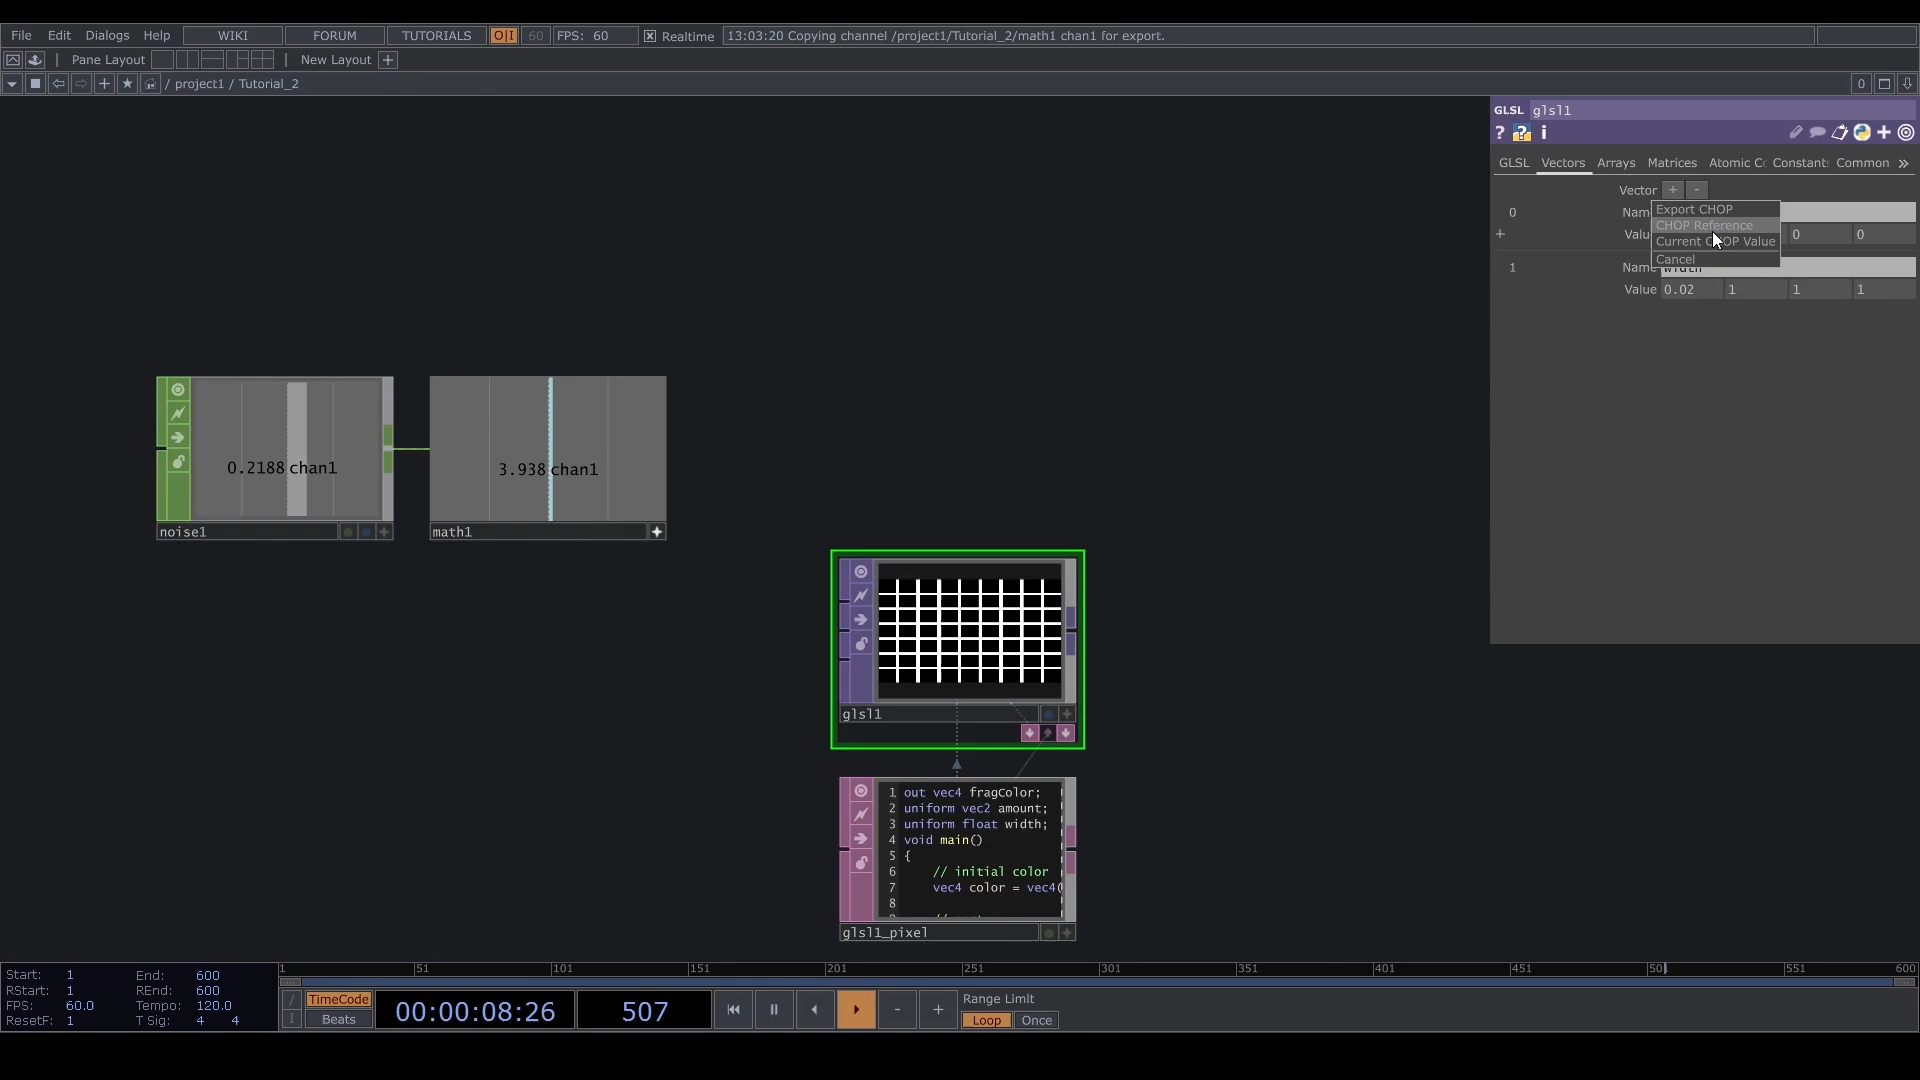 File Edit Dialogs Help WIKI FORUM TUTORIALS O|I 60 FPS: 60 Realtime 13:03:20 Copying channel /project1/Tutorial_2/math1 chan1 for export.
Pane Layout New Layout +
/ project1 / Tutorial_2 0
GLSL glsl1
? ? i
GLSL Vectors Arrays Matrices Atomic C Constant Common »
Vector + -
0 Nam
Export CHOP
CHOP Reference
+ Valu 0 0
Current CHOP Value
Cancel
1 Name width
Value 0.02 1 1 1
0.2188 chan1
3.938 chan1
noise1
math1
glsl1
1 out vec4 fragColor;
2 uniform vec2 amount;
3 uniform float width;
4 void main()
5 {
6 // initial color
7 vec4 color = vec4(
8
glsl1_pixel
1 51 101 151 201 251 301 351 401 451 501 551 600
Start: 1 End: 600
RStart: 1 REnd: 600
FPS: 60.0 Tempo: 120.0
ResetF: 1 T Sig: 4 4
TimeCode
Beats
00:00:08:26 507
- +
Range Limit
Loop Once